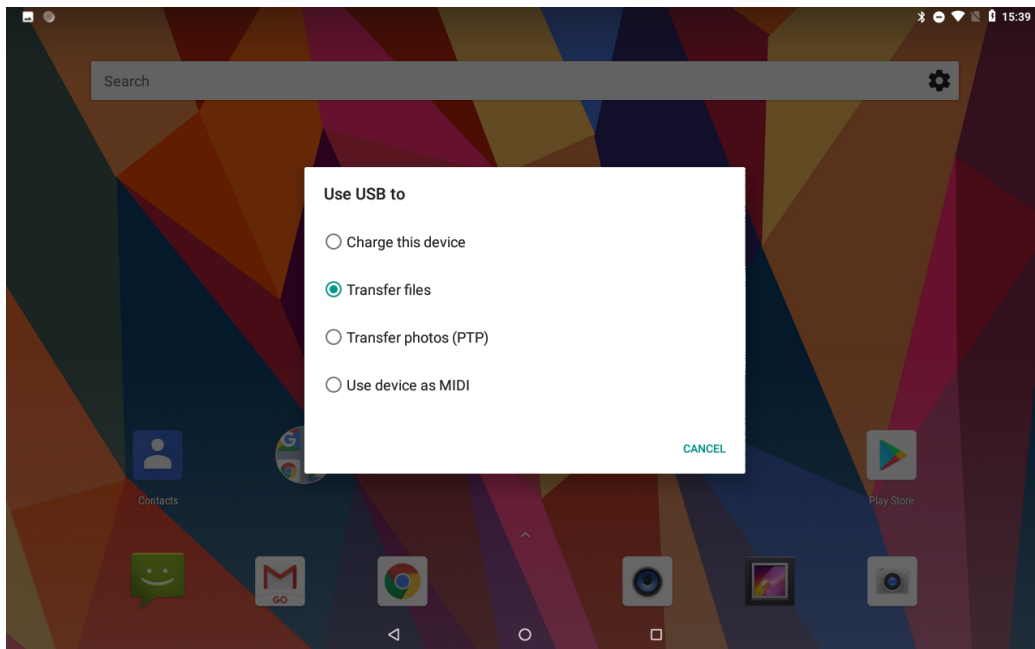 15:39
Search
Use USB to
Charge this device
Transfer files
Transfer photos (PTP)
Use device as MIDI
CANCEL
G
Contacts
Play Store
GO